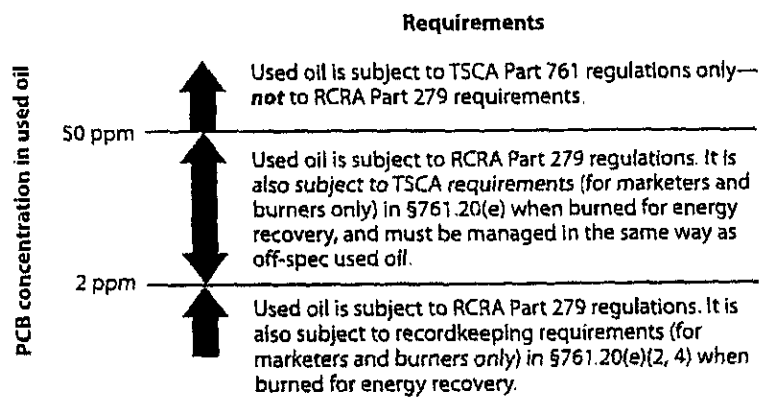 Requirements
PCB concentration in used oil
Used oil is subject to TSCA Part 761 regulations only—
not to RCRA Part 279 requirements.
50 ppm
Used oil is subject to RCRA Part 279 regulations. It is
also subject to TSCA requirements (for marketers and
burners only) in §761.20(e) when burned for energy
recovery, and must be managed in the same way as
off-spec used oil.
2 ppm
Used oil is subject to RCRA Part 279 regulations. It is
also subject to recordkeeping requirements (for
marketers and burners only) in §761.20(e)(2, 4) when
burned for energy recovery.